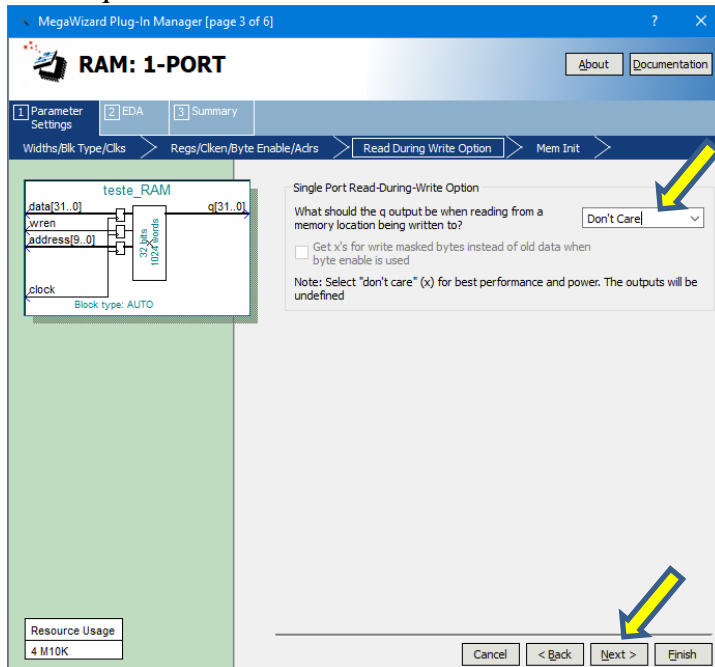 MegaWizard Plug-In Manager [page 3 of 6]
? X
RAM: 1-PORT
About
Documentation
1 Parameter Settings
2 EDA
3 Summary
Widths/Blk Type/Clks
Regs/Clken/Byte Enable/Aclrs
Read During Write Option
Mem Init
teste_RAM
data[31..0]
q[31..0]
wren
address[9..0]
32 bits
1024 words
clock
Block type: AUTO
Single Port Read-During-Write Option
What should the q output be when reading from a
memory location being written to?
Don't Care
Get x's for write masked bytes instead of old data when
byte enable is used
Note: Select "don't care" (x) for best performance and power. The outputs will be
undefined
Resource Usage
4 M10K
Cancel
< Back
Next >
Finish